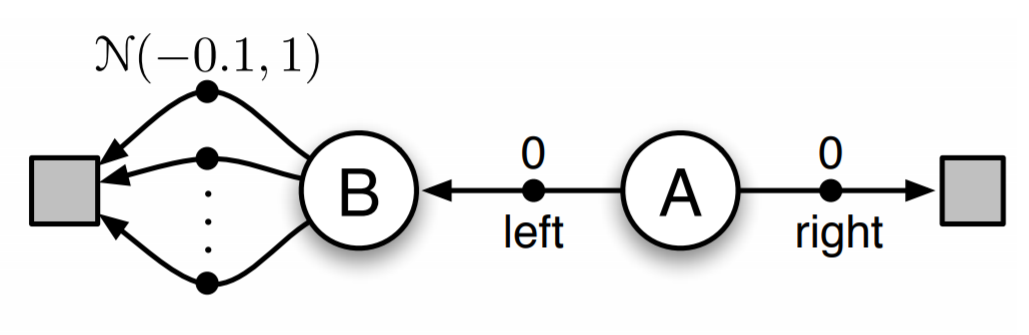 𝒩(−0.1, 1)
B
0
left
A
0
right